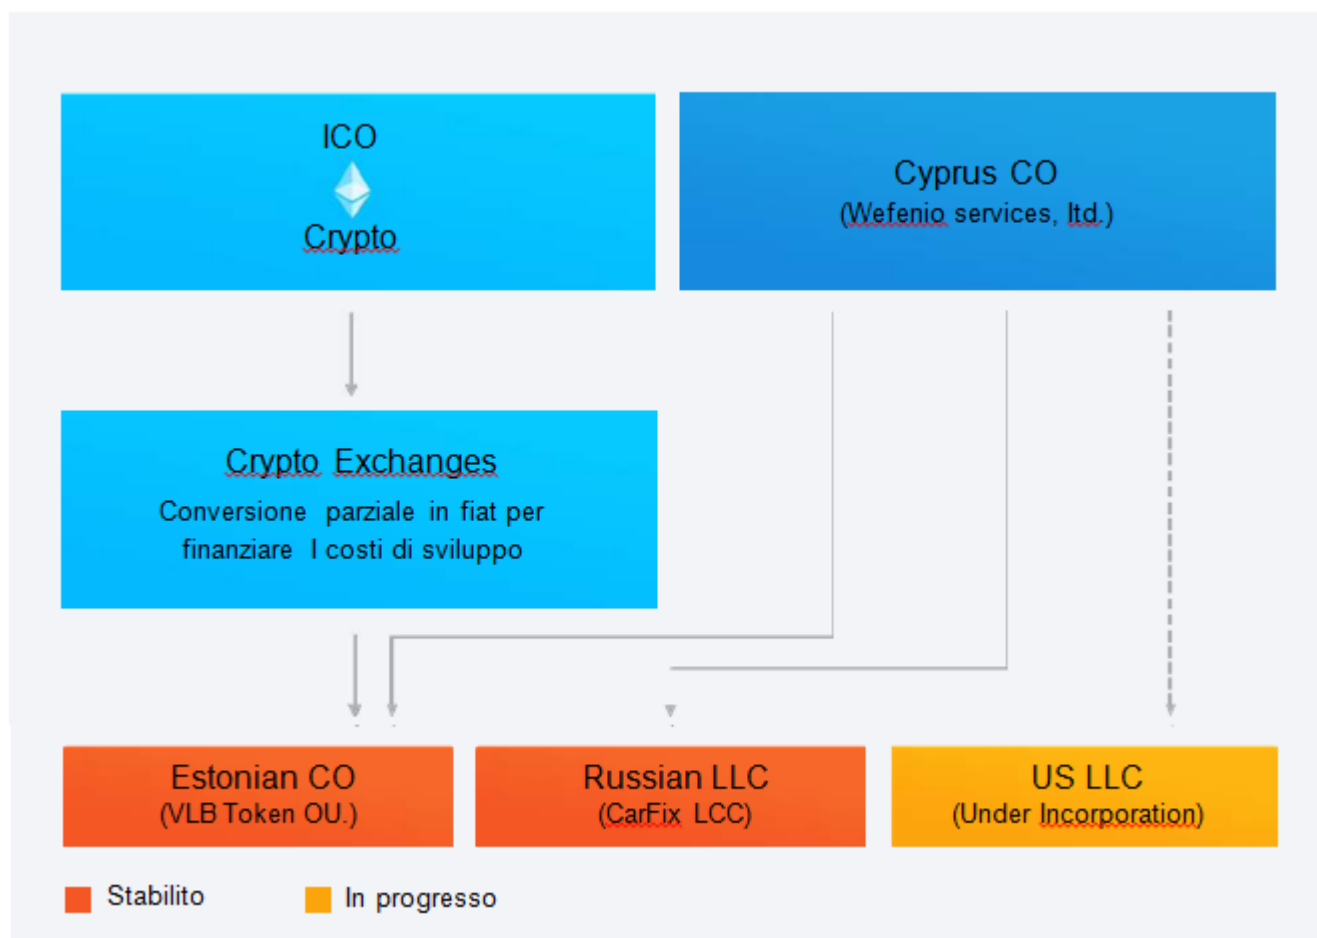 ICO
Crypto
Cyprus CO
(Wefenio services, ltd.)
Crypto Exchanges
Conversione parziale in fiat per
finanziare I costi di sviluppo
Estonian CO
(VLB Token OU.)
Russian LLC
(CarFix LCC)
US LLC
(Under Incorporation)
Stabilito
In progresso